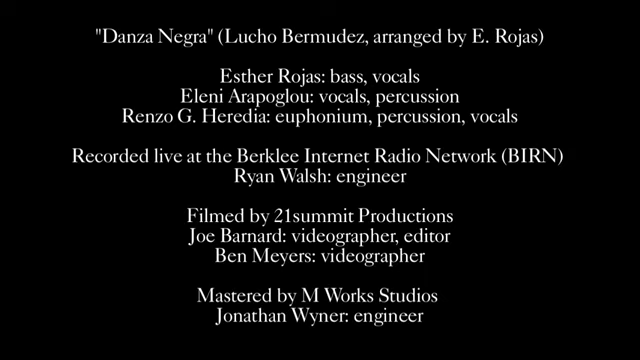 "Danza Negra" (Lucho Bermudez, arranged by E. Rojas)
Esther Rojas: bass, vocals
Eleni Arapoglou: vocals, percussion
Renzo G. Heredia: euphonium, percussion, vocals
Recorded live at the Berklee Internet Radio Network (BIRN)
Ryan Walsh: engineer
Filmed by 21summit Productions
Joe Barnard: videographer, editor
Ben Meyers: videographer
Mastered by M Works Studios
Jonathan Wyner: engineer